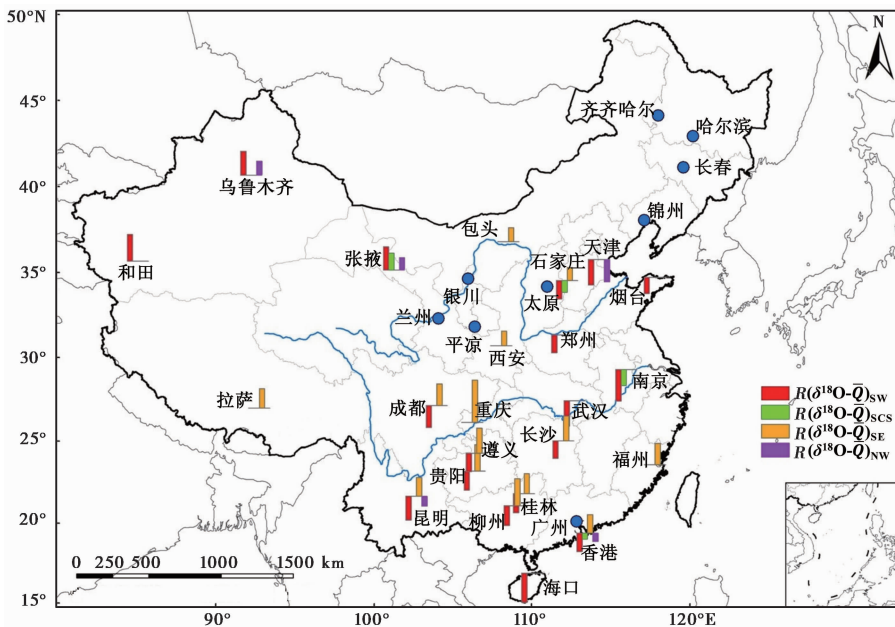 50°N
N
45°
齐齐哈尔
哈尔滨
长春
乌鲁木齐
40°
锦州
包头
天津
石家庄
张掖
和田
35°
银川
太原
烟台
兰州
平凉
郑州
西安
30°
南京
拉萨
成都
重庆
武汉
长沙
遵义
25°
贵阳
福州
桂林
昆明
柳州
广州
20°
香港
海口
15°
R(δ¹⁸O-Q̅)SW
R(δ¹⁸O-Q̅)SCS
R(δ¹⁸O-Q̅)SE
R(δ¹⁸O-Q̅)NW
0 250 500 1000 1500 km
90° 100° 110° 120°E